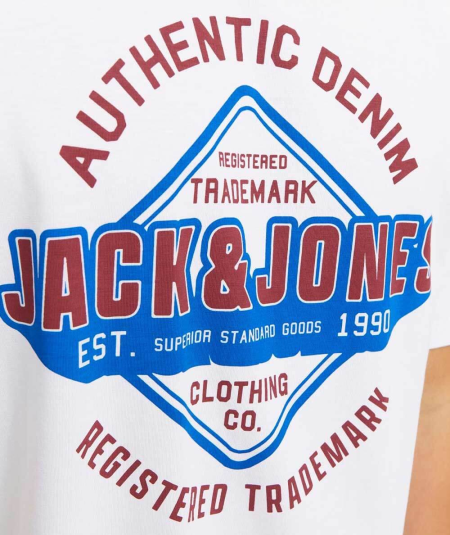 AUTHENTIC DENIM
REGISTERED
TRADEMARK
JACK&JONES
EST. SUPERIOR STANDARD GOODS 1990
CLOTHING
CO.
REGISTERED TRADEMARK